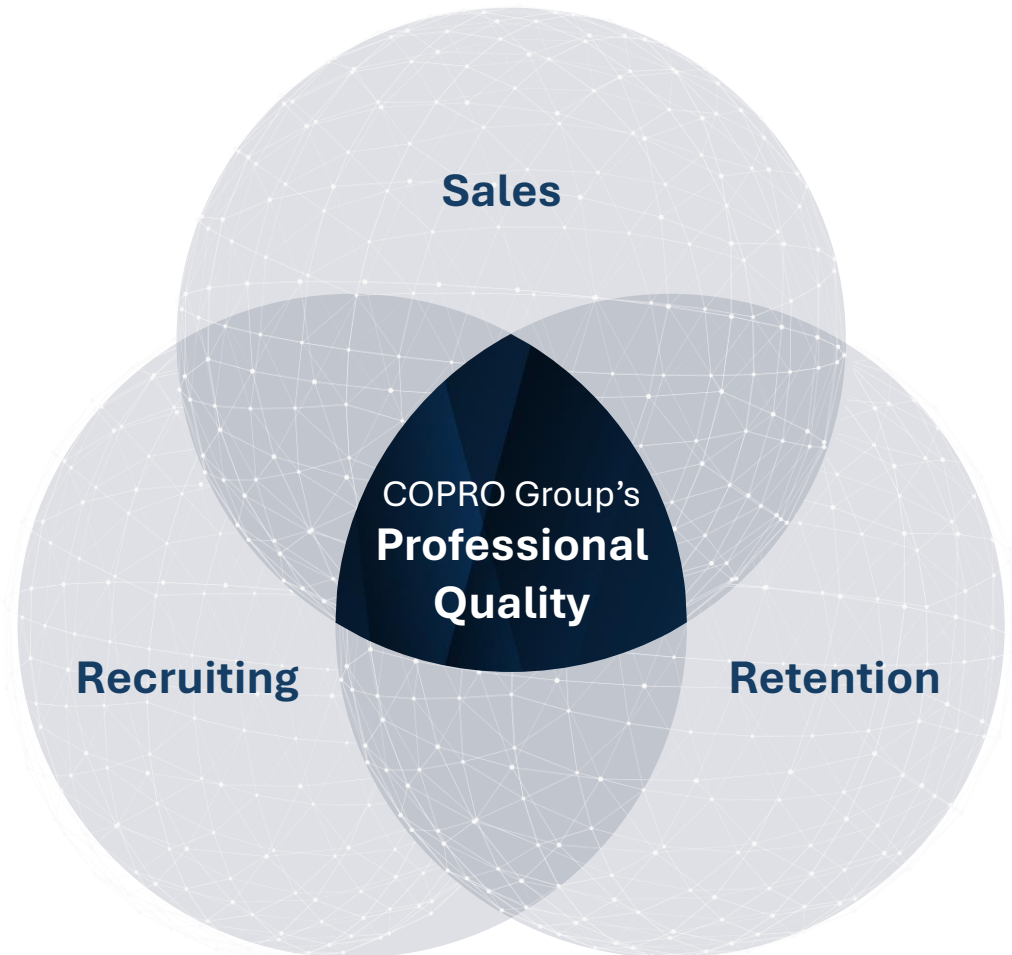 Sales
COPRO Group’s
Professional
Quality
Recruiting
Retention